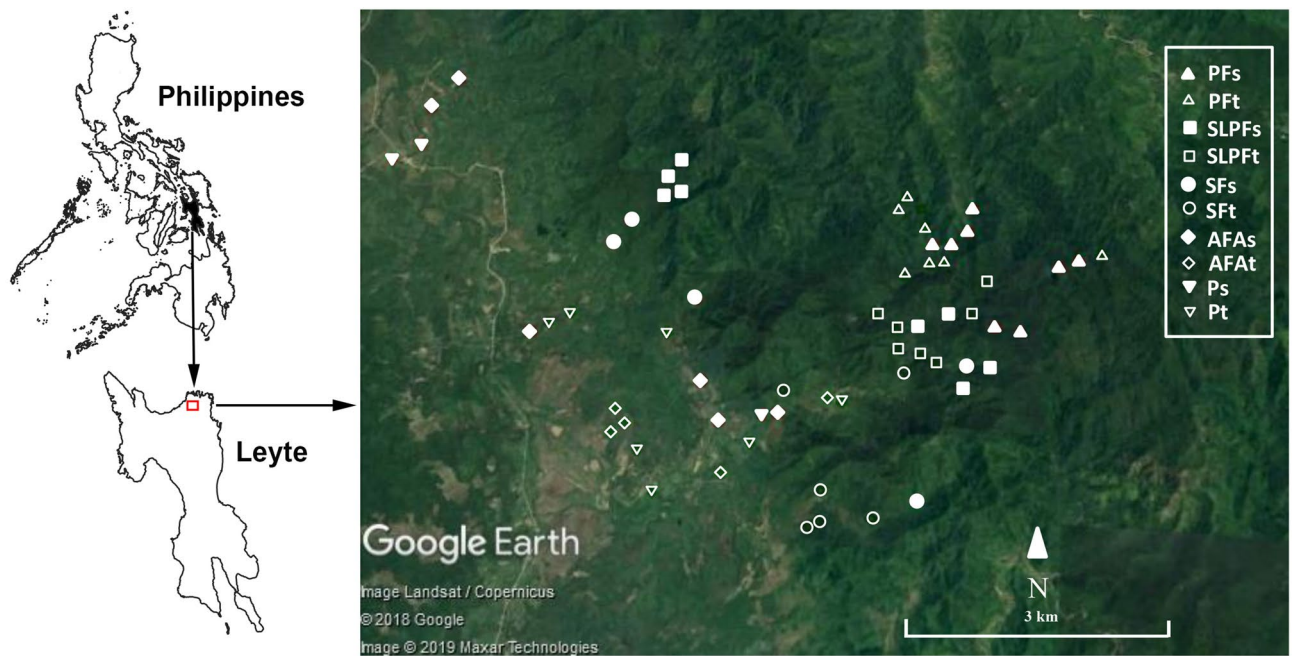 Philippines
Leyte
PFs
PFt
SLPFs
SLPFt
SFs
SFt
AFAs
AFAt
Ps
Pt
Google Earth
Image Landsat / Copernicus
© 2018 Google
Image © 2019 Maxar Technologies
N
3 km